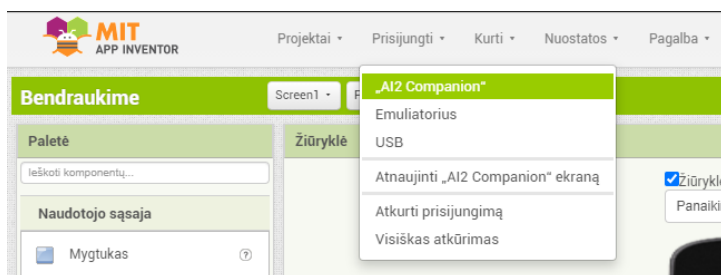 MIT
APP INVENTOR
Projektai
Prisijungti
Kurti
Nuostatos
Pagalba
Bendraukime
Screen1
„AI2 Companion“
Emuliatorius
USB
Atnaujinti „AI2 Companion“ ekraną
Atkurti prisijungimą
Visiškas atkūrimas
Paletė
Ieškoti komponentų...
Naudotojo sąsaja
Mygtukas
?
Žiūryklė